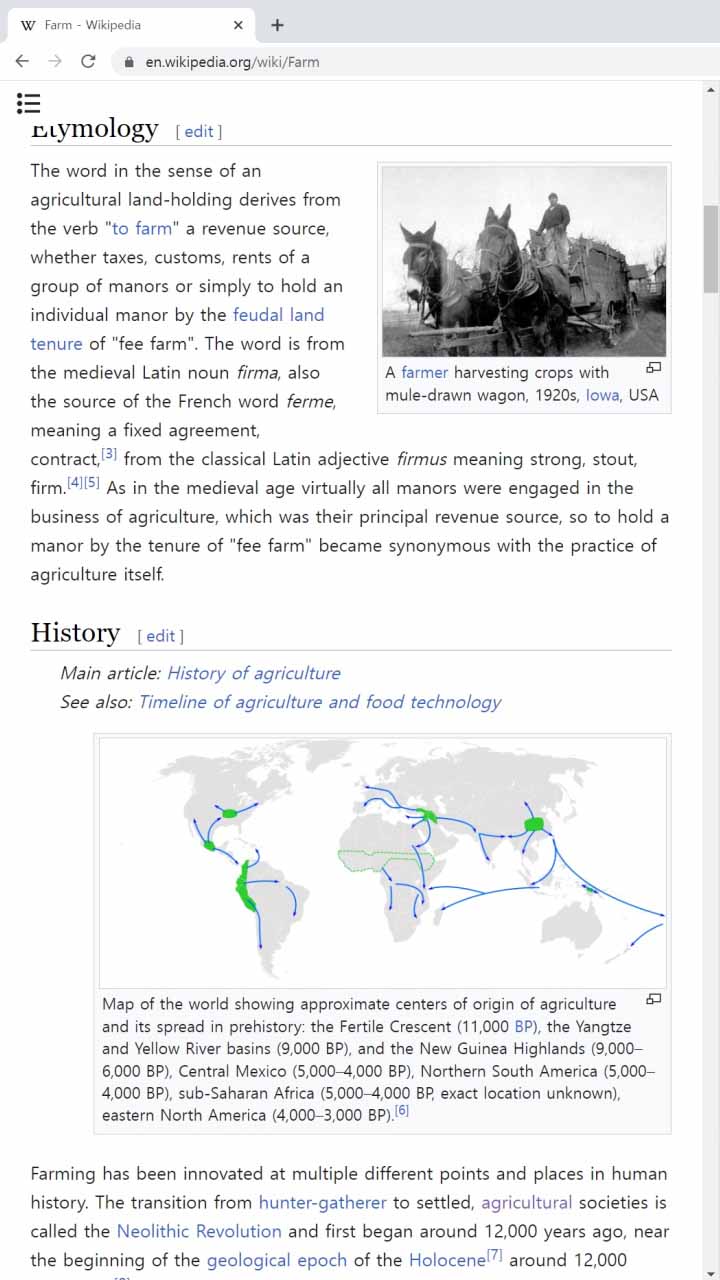 W Farm - Wikipedia × +
en.wikipedia.org/wiki/Farm
Etymology [ edit ]
The word in the sense of an
agricultural land-holding derives from
the verb "to farm" a revenue source,
whether taxes, customs, rents of a
group of manors or simply to hold an
individual manor by the feudal land
tenure of "fee farm". The word is from
the medieval Latin noun firma, also
the source of the French word ferme,
meaning a fixed agreement,
contract,[3] from the classical Latin adjective firmus meaning strong, stout,
firm.[4][5] As in the medieval age virtually all manors were engaged in the
business of agriculture, which was their principal revenue source, so to hold a
manor by the tenure of "fee farm" became synonymous with the practice of
agriculture itself.
A farmer harvesting crops with
mule-drawn wagon, 1920s, Iowa, USA
History [ edit ]
Main article: History of agriculture
See also: Timeline of agriculture and food technology
Map of the world showing approximate centers of origin of agriculture
and its spread in prehistory: the Fertile Crescent (11,000 BP), the Yangtze
and Yellow River basins (9,000 BP), and the New Guinea Highlands (9,000–
6,000 BP), Central Mexico (5,000–4,000 BP), Northern South America (5,000–
4,000 BP), sub-Saharan Africa (5,000–4,000 BP, exact location unknown),
eastern North America (4,000–3,000 BP).[6]
Farming has been innovated at multiple different points and places in human
history. The transition from hunter-gatherer to settled, agricultural societies is
called the Neolithic Revolution and first began around 12,000 years ago, near
the beginning of the geological epoch of the Holocene[7] around 12,000